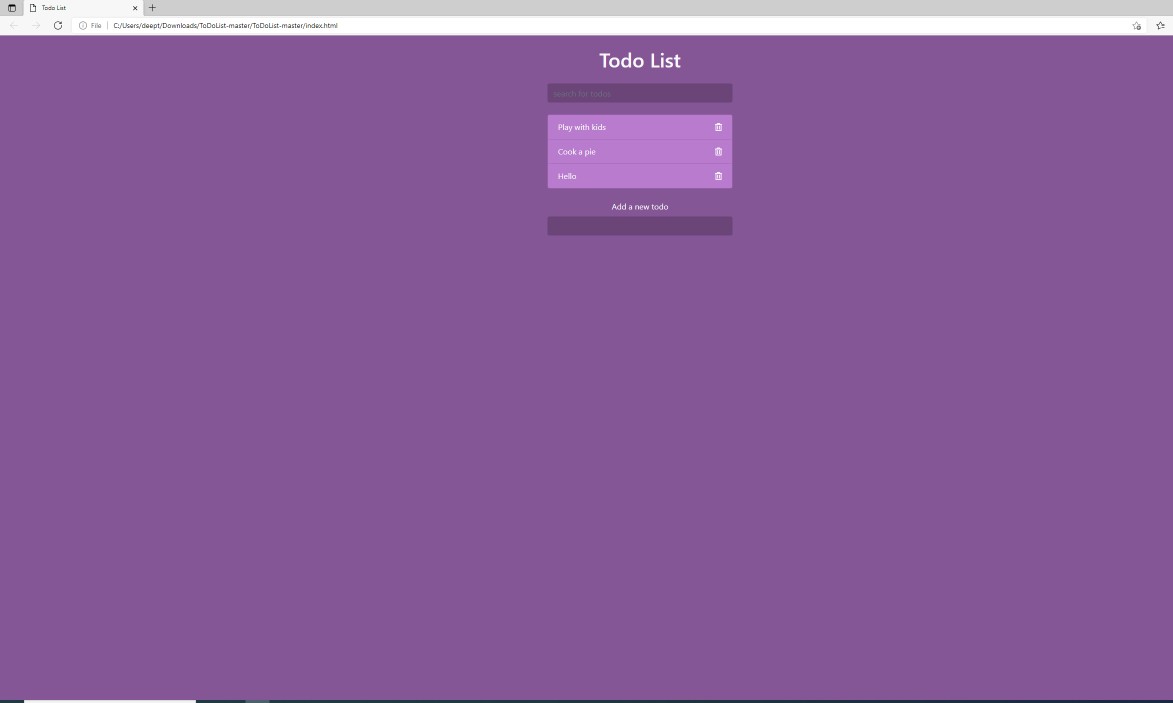 Todo List
File
C:/Users/deept/Downloads/ToDoList-master/ToDoList-master/index.html
Todo List
search for todos
Play with kids
Cook a pie
Hello
Add a new todo